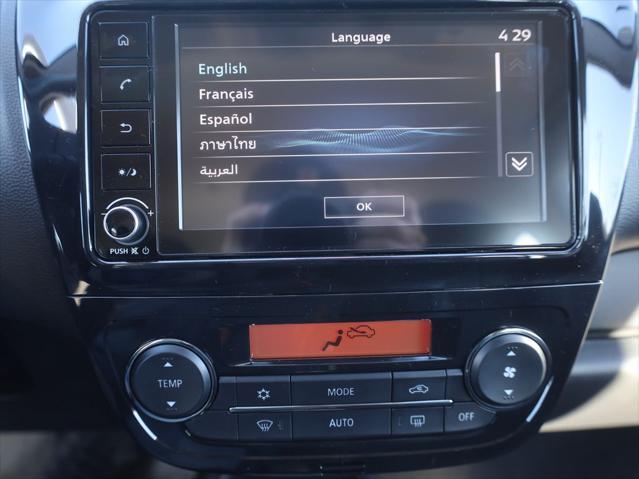 Language 4 29
English
Français
Español
ภาษาไทย
العربية
OK
PUSH
TEMP
MODE
AUTO
OFF